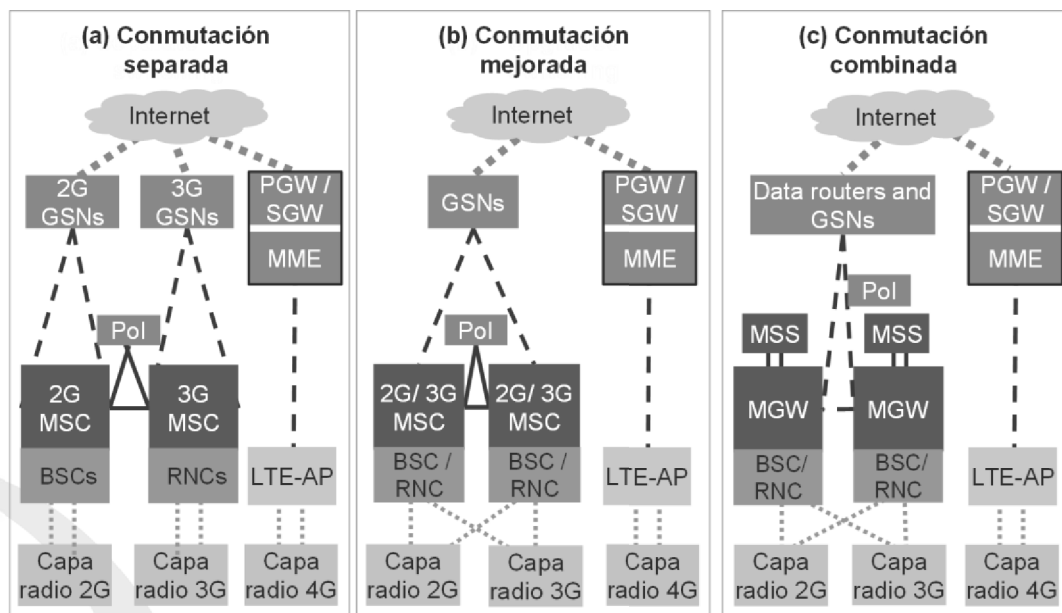 (a) Conmutación
separada
Internet
2G
GSNs
3G
GSNs
PGW /
SGW
MME
PoI
2G
MSC
3G
MSC
BSCs
RNCs
LTE-AP
Capa
radio 2G
Capa
radio 3G
Capa
radio 4G
(b) Conmutación
mejorada
Internet
GSNs
PGW /
SGW
MME
PoI
2G/ 3G
MSC
2G/ 3G
MSC
BSC /
RNC
BSC /
RNC
LTE-AP
Capa
radio 2G
Capa
radio 3G
Capa
radio 4G
(c) Conmutación
combinada
Internet
Data routers and
GSNs
PGW /
SGW
MME
PoI
MSS
MSS
MGW
MGW
BSC/
RNC
BSC/
RNC
LTE-AP
Capa
radio 2G
Capa
radio 3G
Capa
radio 4G